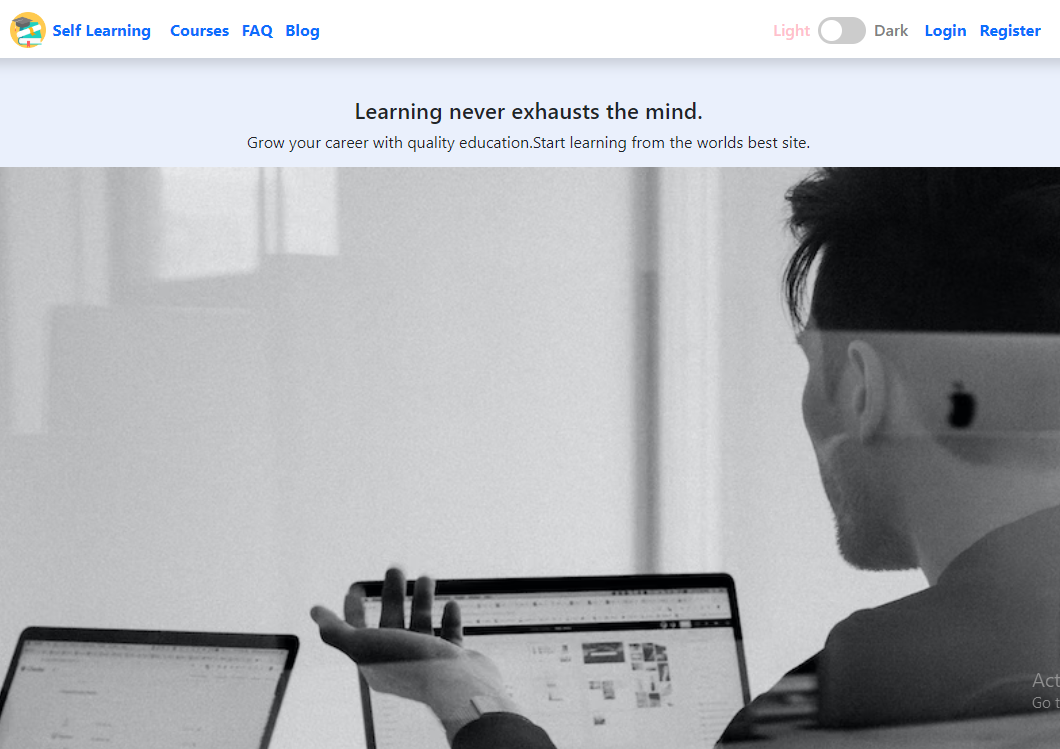 Self Learning Courses FAQ Blog Light Dark Login Register
Learning never exhausts the mind.
Grow your career with quality education.Start learning from the worlds best site.
Act
Go t